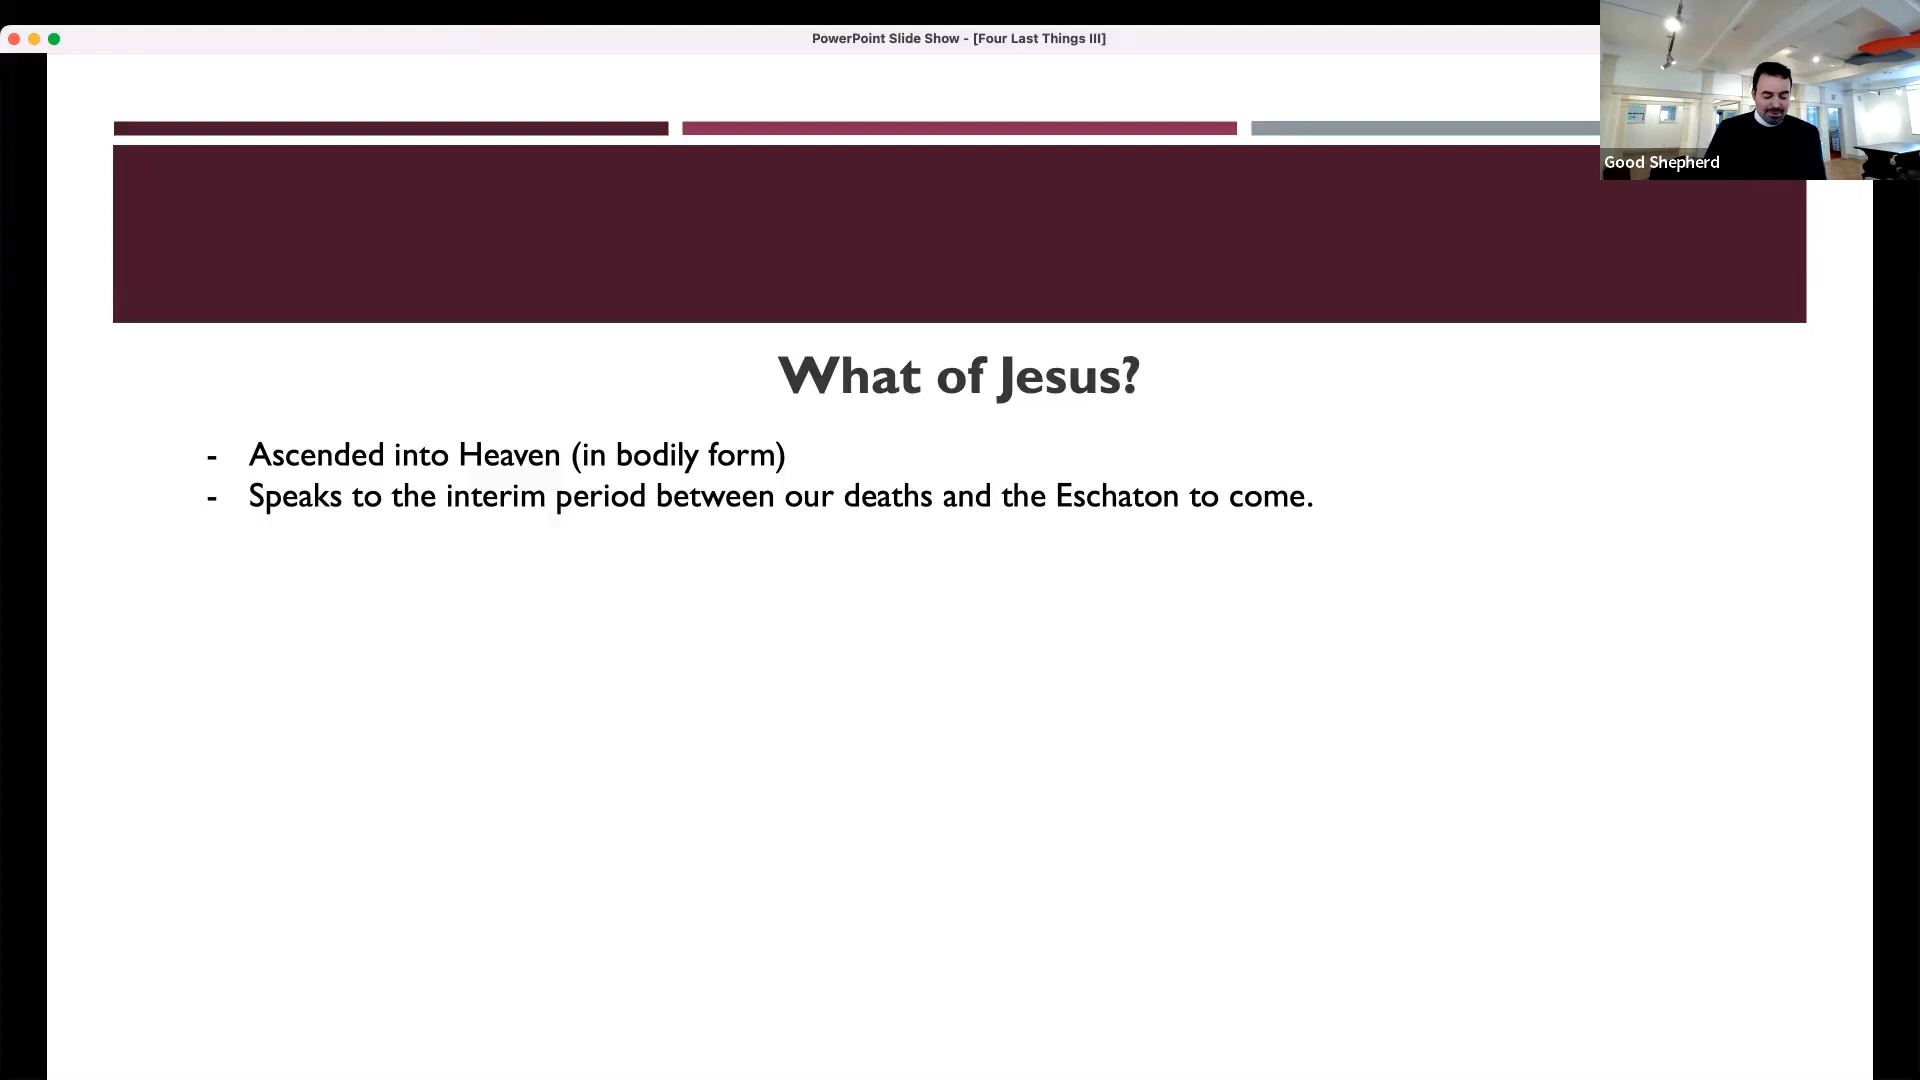 PowerPoint Slide Show - [Four Last Things III]
Good Shepherd
What of Jesus?
- Ascended into Heaven (in bodily form)
- Speaks to the interim period between our deaths and the Eschaton to come.